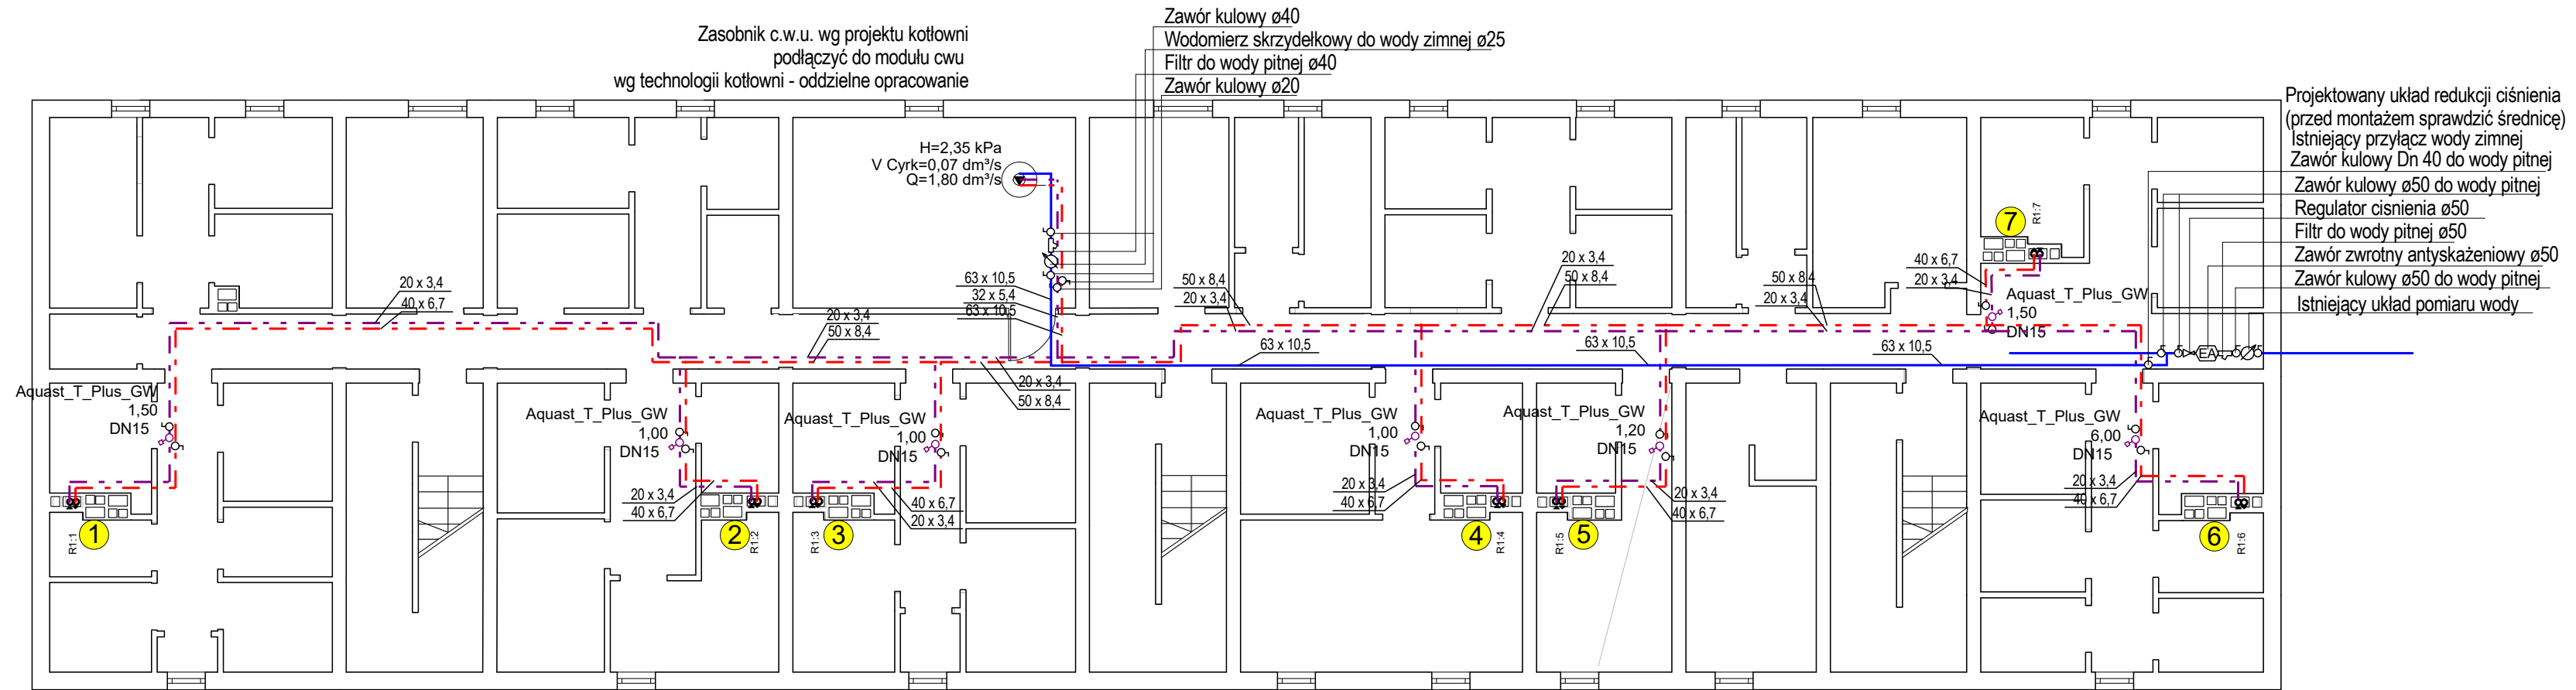 Zasobnik c.w.u. wg projektu kotłowni
podłączyć do modułu cwu
wg technologii kotłowni - oddzielne opracowanie
Zawór kulowy ø40
Wodomierz skrzydełkowy do wody zimnej ø25
Filtr do wody pitnej ø40
Zawór kulowy ø20
Projektowany układ redukcji ciśnienia
(przed montażem sprawdzić średnicę)
Istniejący przyłącz wody zimnej
Zawór kulowy Dn 40 do wody pitnej
Zawór kulowy ø50 do wody pitnej
Regulator cisnienia ø50
Filtr do wody pitnej ø50
Zawór zwrotny antyskażeniowy ø50
Zawór kulowy ø50 do wody pitnej
Istniejący układ pomiaru wody
H=2,35 kPa
V Cyrk=0,07 dm³/s
Q=1,80 dm³/s
20 x 3,4
40 x 6,7
63 x 10,5
32 x 5,4
63 x 10,5
20 x 3,4
50 x 8,4
20 x 3,4
50 x 8,4
50 x 8,4
20 x 3,4
63 x 10,5
20 x 3,4
50 x 8,4
63 x 10,5
50 x 8,4
20 x 3,4
63 x 10,5
40 x 6,7
20 x 3,4
7
R1:7
Aquast_T_Plus_GW
1,50
DN15
EA
Aquast_T_Plus_GW
1,50
DN15
R1:1
1
Aquast_T_Plus_GW
1,00
DN15
20 x 3,4
40 x 6,7
2
R1:2
Aquast_T_Plus_GW
1,00
DN15
40 x 6,7
20 x 3,4
R1:3
3
Aquast_T_Plus_GW
1,00
DN15
20 x 3,4
40 x 6,7
4
R1:4
Aquast_T_Plus_GW
1,20
DN15
20 x 3,4
40 x 6,7
R1:5
5
Aquast_T_Plus_GW
6,00
DN15
20 x 3,4
40 x 6,7
6
R1:6